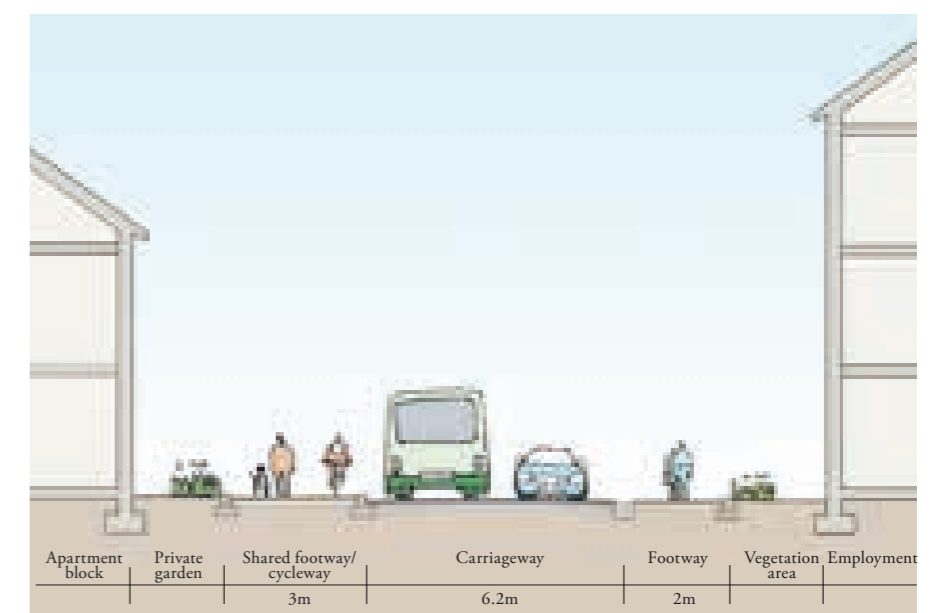 Apartment
block
Private
garden
Shared footway/
cycleway
Carriageway
Footway
Vegetation
area
Employment
3m
6.2m
2m